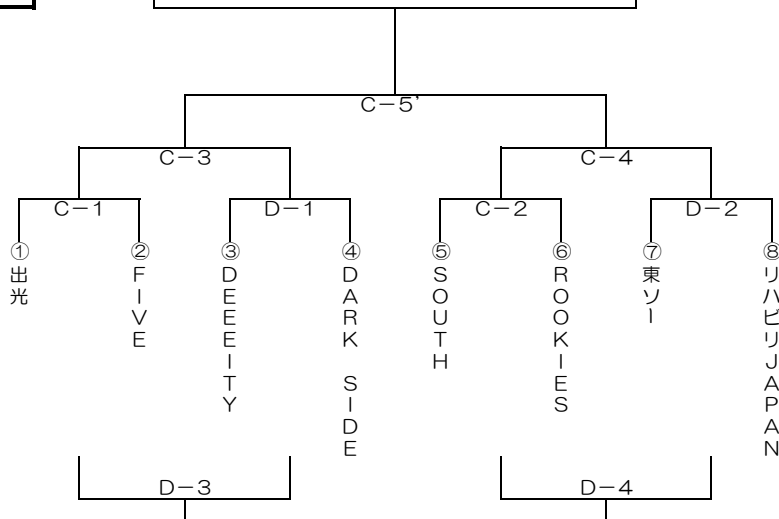 C－5’
C－3
C－4
C－1
D－1
C－2
D－2
①出光
②FIVE
③DEEEITY
④DARK SIDE
⑤SOUTH
⑥ROOKIES
⑦東ソー
⑧リハビリJAPAN
D－3
D－4